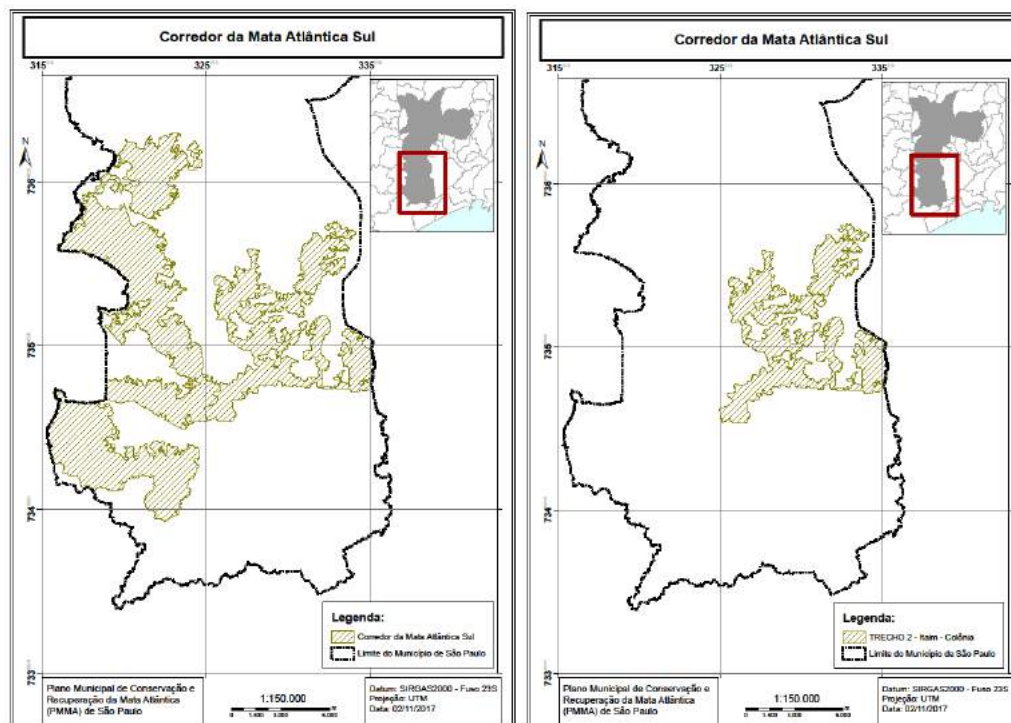 Corredor da Mata Atlântica Sul
315
325
335
N
736
735
734
733
Legenda:
Corredor da Mata Atlântica Sul
Limite do Município de São Paulo
Plano Municipal de Conservação e
Recuperação da Mata Atlântica
(PMMA) de São Paulo
1:150.000
Datum: SIRGAS2000 - Fuso 23S
Projeção: UTM
Data: 02/11/2017
Corredor da Mata Atlântica Sul
315
325
335
N
736
735
734
733
Legenda:
TRECHO 2 - Itaim - Colônia
Limite do Município de São Paulo
Plano Municipal de Conservação e
Recuperação da Mata Atlântica
(PMMA) de São Paulo
1:150.000
Datum: SIRGAS2000 - Fuso 23S
Projeção: UTM
Data: 02/11/2017